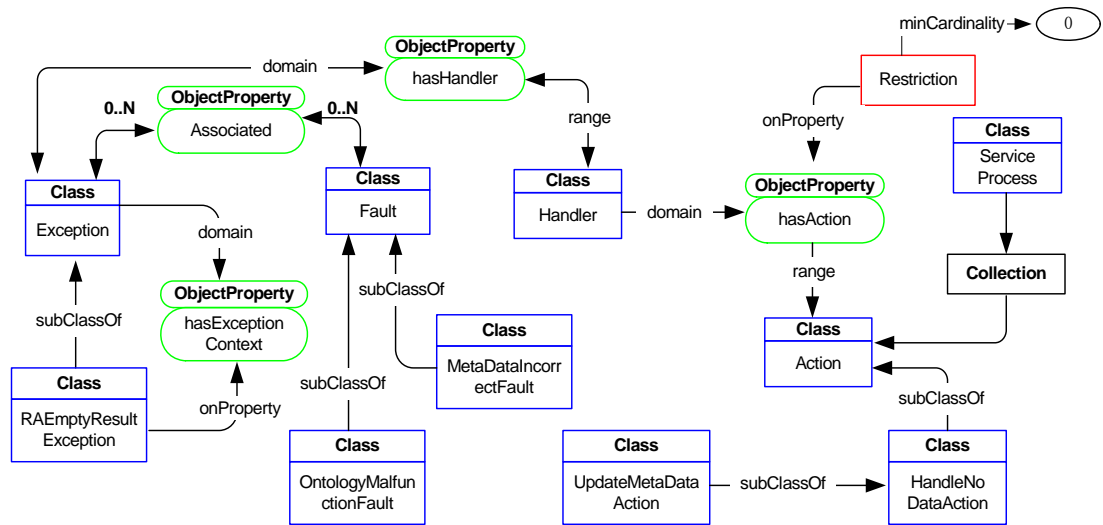 minCardinality
0
ObjectProperty
hasHandler
domain
Restriction
ObjectProperty
Associated
0..N
0..N
range
onProperty
Class
Service
Process
Class
Exception
Class
Fault
Class
Handler
domain
ObjectProperty
hasAction
domain
range
Collection
ObjectProperty
hasException
Context
subClassOf
subClassOf
Class
MetaDataIncorr
ectFault
Class
Action
Class
RAEmptyResult
Exception
onProperty
subClassOf
subClassOf
Class
OntologyMalfun
ctionFault
Class
UpdateMetaData
Action
subClassOf
Class
HandleNo
DataAction